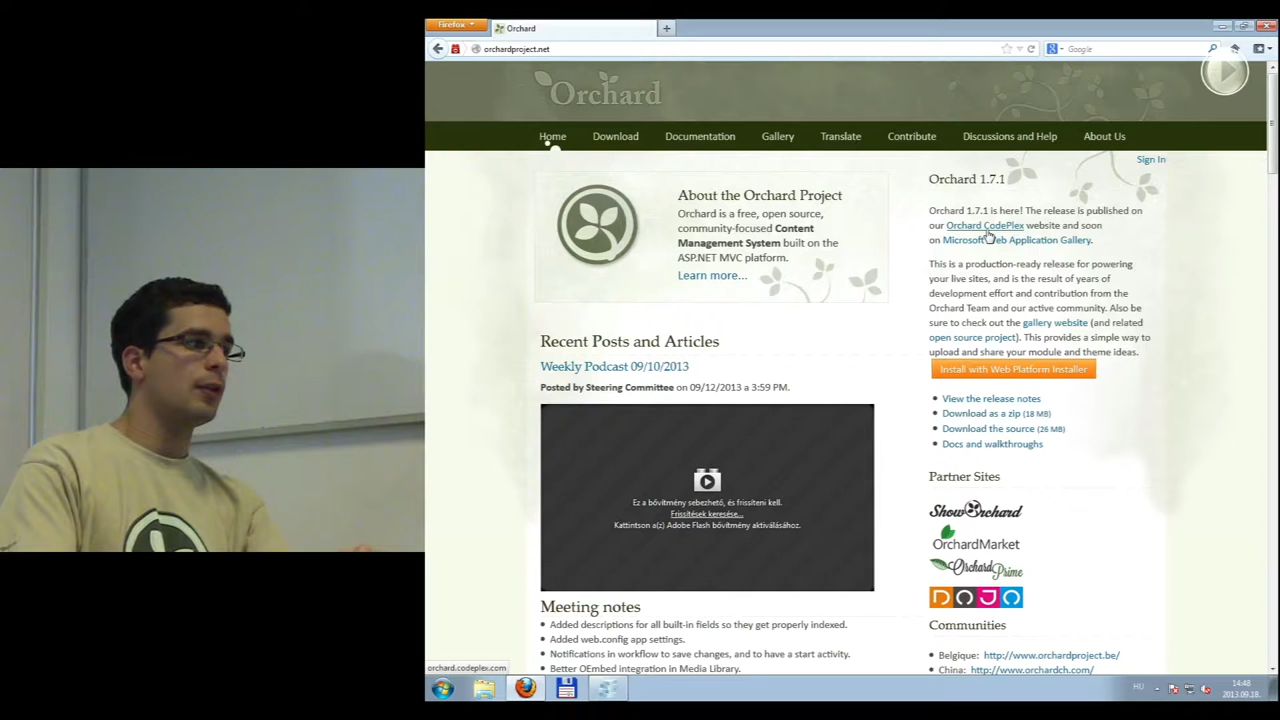 Firefox
Orchard
orchardproject.net
Google
Orchard
Home
Download
Documentation
Gallery
Translate
Contribute
Discussions and Help
About Us
Sign In
About the Orchard Project
Orchard is a free, open source,
community-focused Content
Management System built on the
ASP.NET MVC platform.
Learn more...
Recent Posts and Articles
Weekly Podcast 09/10/2013
Posted by Steering Committee on 09/12/2013 a 3:59 PM.
Ez a bővítmény sebezhető, és frissíteni kell.
Frissítések keresése...
Kattintson a(z) Adobe Flash bővítmény aktiválásához.
Meeting notes
Added descriptions for all built-in fields so they get properly indexed.
Added web.config app settings.
Notifications in workflow to save changes, and to have a start activity.
Better OEmbed integration in Media Library.
Orchard 1.7.1
Orchard 1.7.1 is here! The release is published on
our Orchard CodePlex website and soon
on Microsoft Web Application Gallery.
This is a production-ready release for powering
your live sites, and is the result of years of
development effort and contribution from the
Orchard Team and our active community. Also be
sure to check out the gallery website (and related
open source project). This provides a simple way to
upload and share your module and theme ideas.
Install with Web Platform Installer
View the release notes
Download as a zip (18 MB)
Download the source (26 MB)
Docs and walkthroughs
Partner Sites
Show Orchard
OrchardMarket
Orchard Prime
DOJO
Communities
Belgique: http://www.orchardproject.be/
China: http://www.orchardch.com/
orchard.codeplex.com
HU
14:48
2013.09.18.